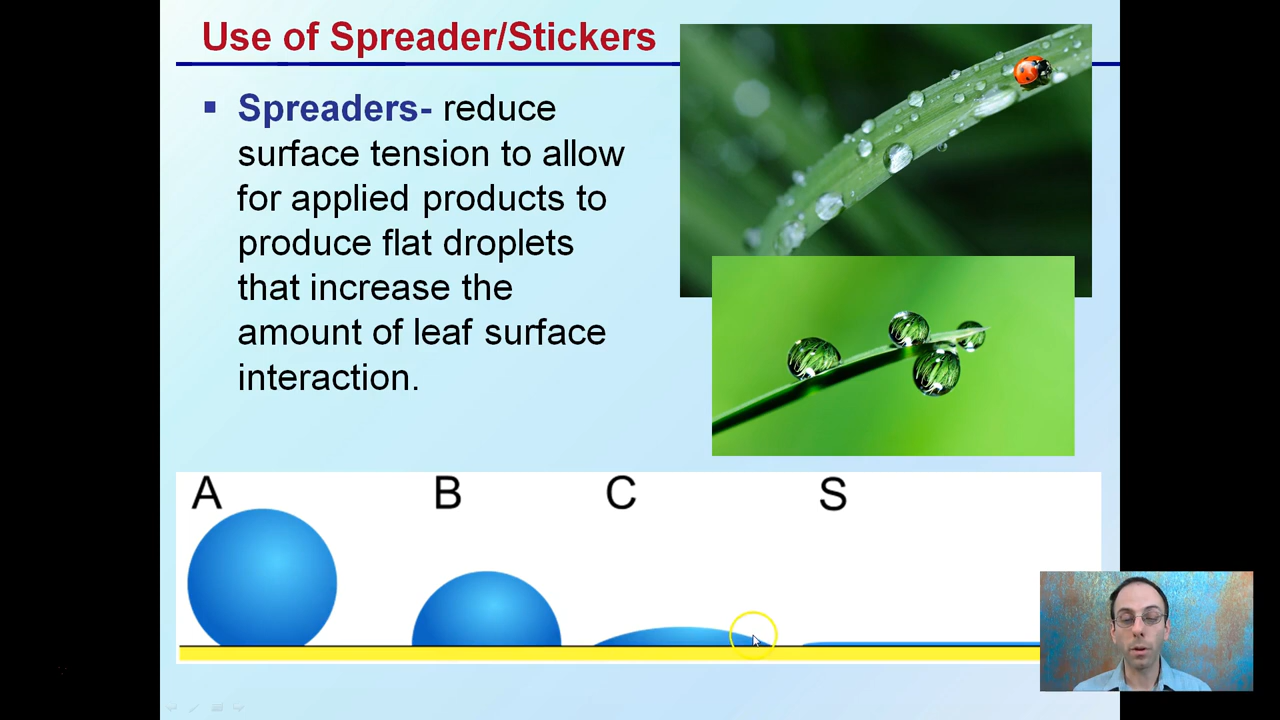 Use of Spreader/Stickers
▪ Spreaders- reduce
surface tension to allow
for applied products to
produce flat droplets
that increase the
amount of leaf surface
interaction.
A B C S